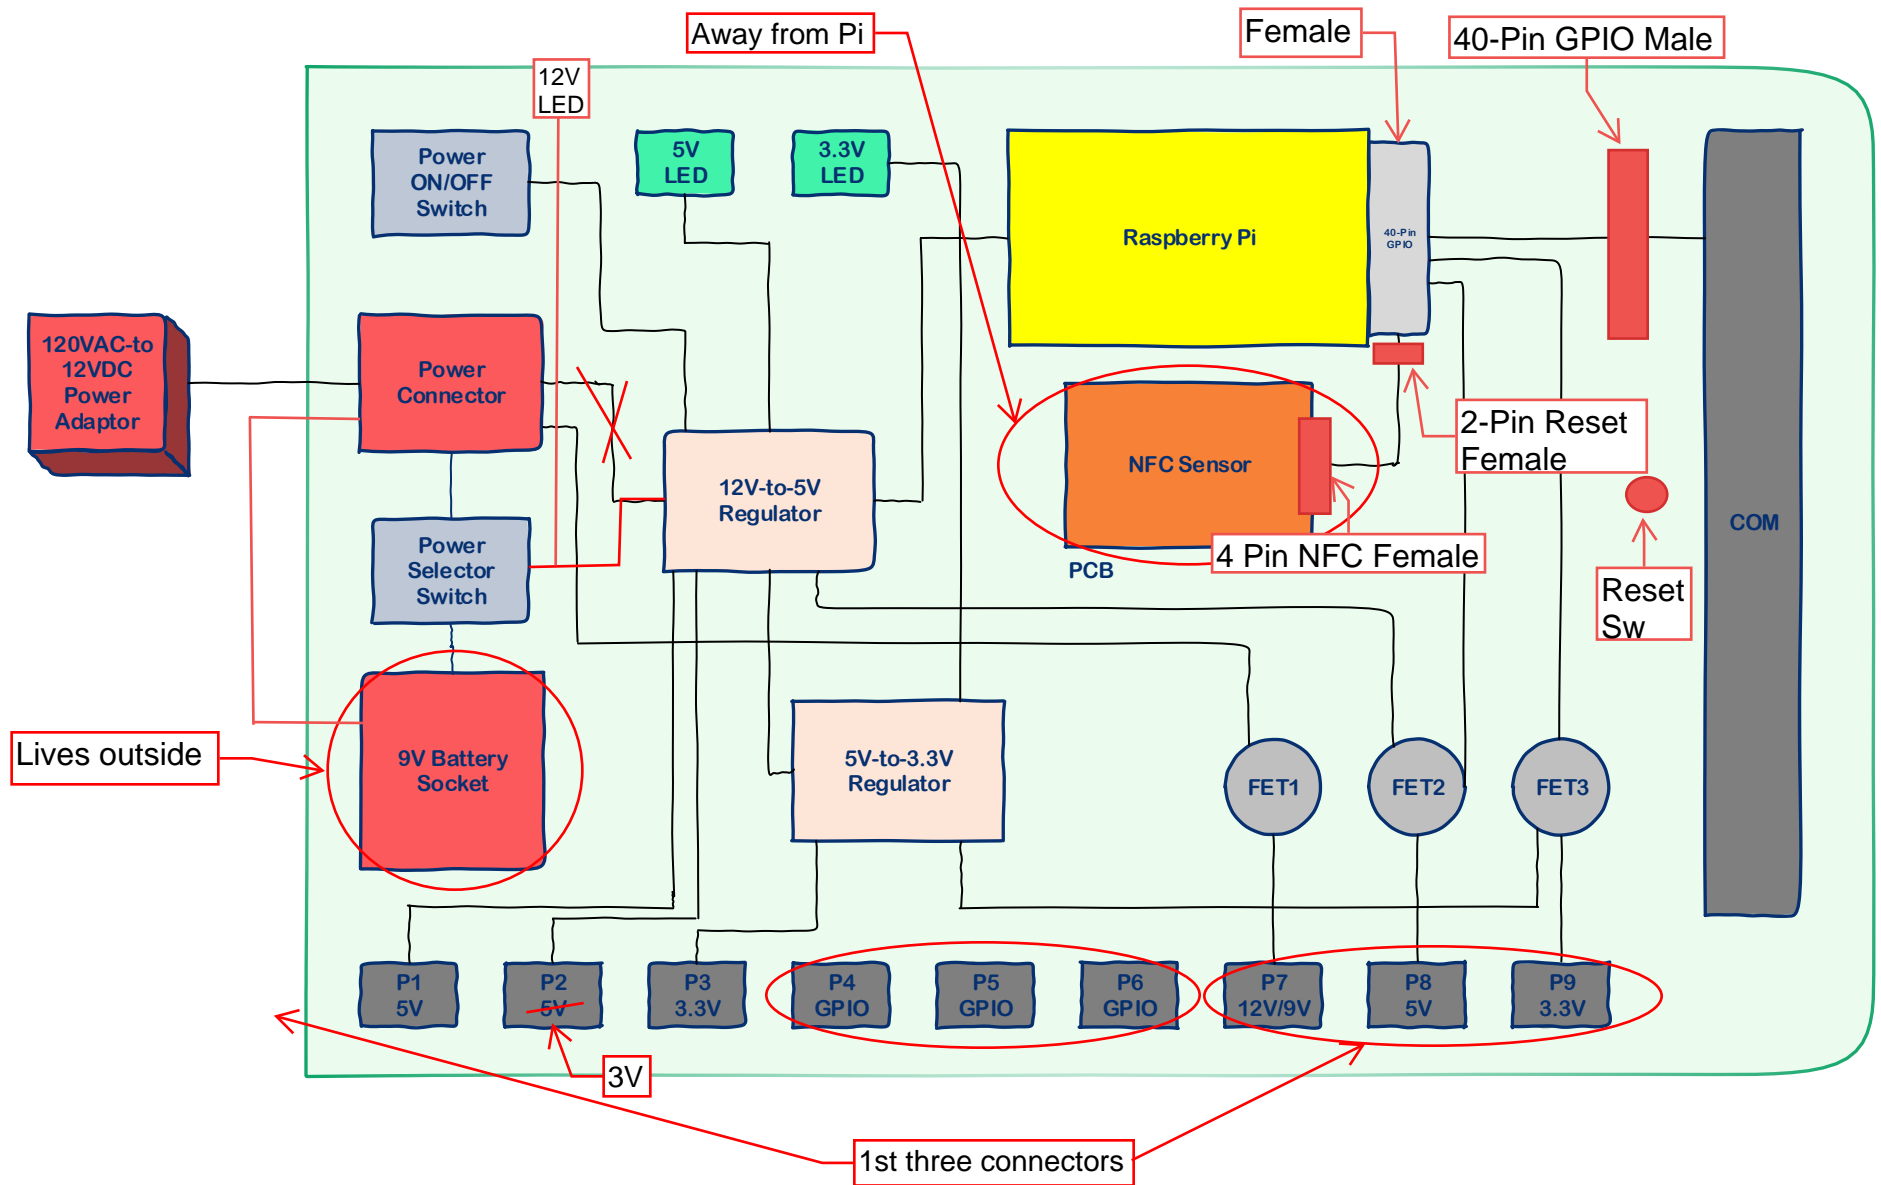 Away from Pi
Female
40-Pin GPIO Male
12V
LED
Power
ON/OFF
Switch
5V
LED
3.3V
LED
Raspberry Pi
40-Pin
GPIO
120VAC-to
12VDC
Power
Adaptor
Power
Connector
12V-to-5V
Regulator
NFC Sensor
2-Pin Reset
Female
4 Pin NFC Female
PCB
COM
Power
Selector
Switch
Reset
Sw
Lives outside
9V Battery
Socket
5V-to-3.3V
Regulator
FET1
FET2
FET3
P1
5V
P2
5V
P3
3.3V
P4
GPIO
P5
GPIO
P6
GPIO
P7
12V/9V
P8
5V
P9
3.3V
3V
1st three connectors